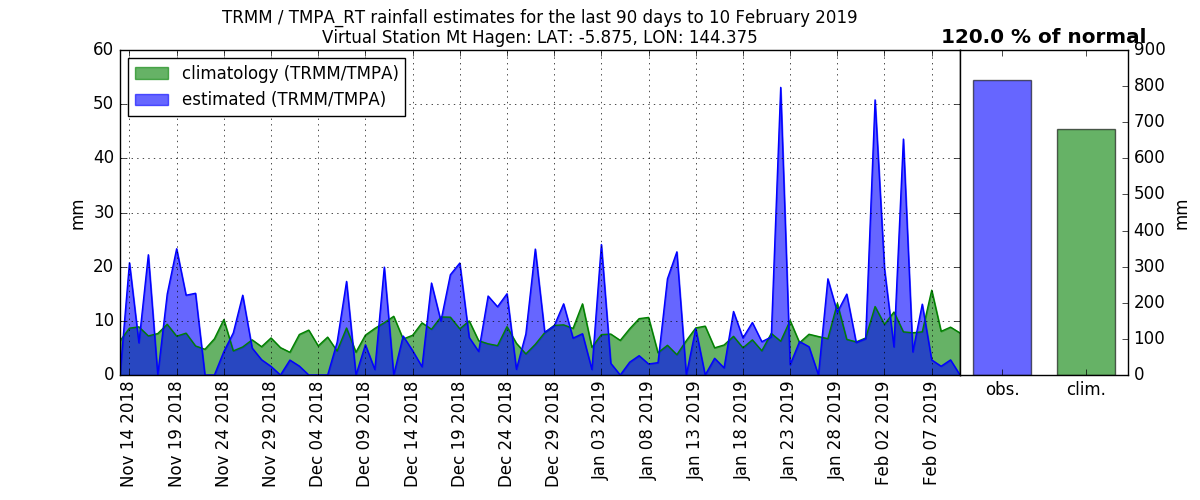 TRMM / TMPA_RT rainfall estimates for the last 90 days to 10 February 2019
Virtual Station Mt Hagen: LAT: -5.875, LON: 144.375
120.0 % of normal
climatology (TRMM/TMPA)
estimated (TRMM/TMPA)
60
50
40
30
20
10
0
mm
Nov 14 2018
Nov 19 2018
Nov 24 2018
Nov 29 2018
Dec 04 2018
Dec 09 2018
Dec 14 2018
Dec 19 2018
Dec 24 2018
Dec 29 2018
Jan 03 2019
Jan 08 2019
Jan 13 2019
Jan 18 2019
Jan 23 2019
Jan 28 2019
Feb 02 2019
Feb 07 2019
obs.
clim.
900
800
700
600
500
400
300
200
100
0
mm